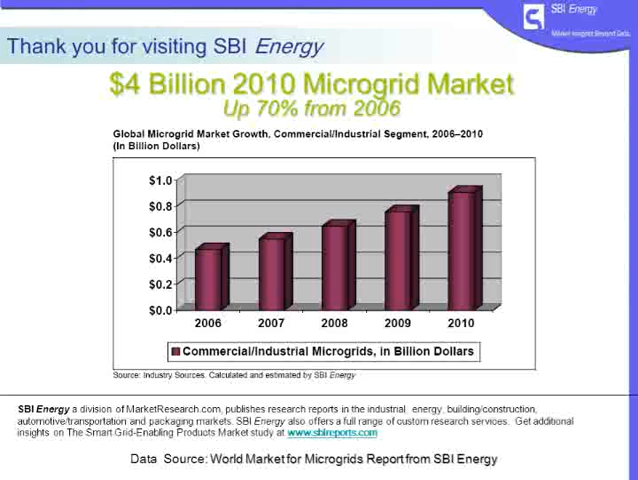 SBI Energy
Market Insights Beyond Data.
Thank you for visiting SBI Energy
$4 Billion 2010 Microgrid Market
Up 70% from 2006
Global Microgrid Market Growth, Commercial/Industrial Segment, 2006–2010
(In Billion Dollars)
$1.0
$0.8
$0.6
$0.4
$0.2
$0.0
2006 2007 2008 2009 2010
Commercial/Industrial Microgrids, in Billion Dollars
Source: Industry Sources. Calculated and estimated by SBI Energy
SBI Energy a division of MarketResearch.com, publishes research reports in the industrial, energy, building/construction,
automotive/transportation and packaging markets. SBI Energy also offers a full range of custom research services. Get additional
insights on The Smart Grid-Enabling Products Market study at www.sbireports.com
Data Source: World Market for Microgrids Report from SBI Energy